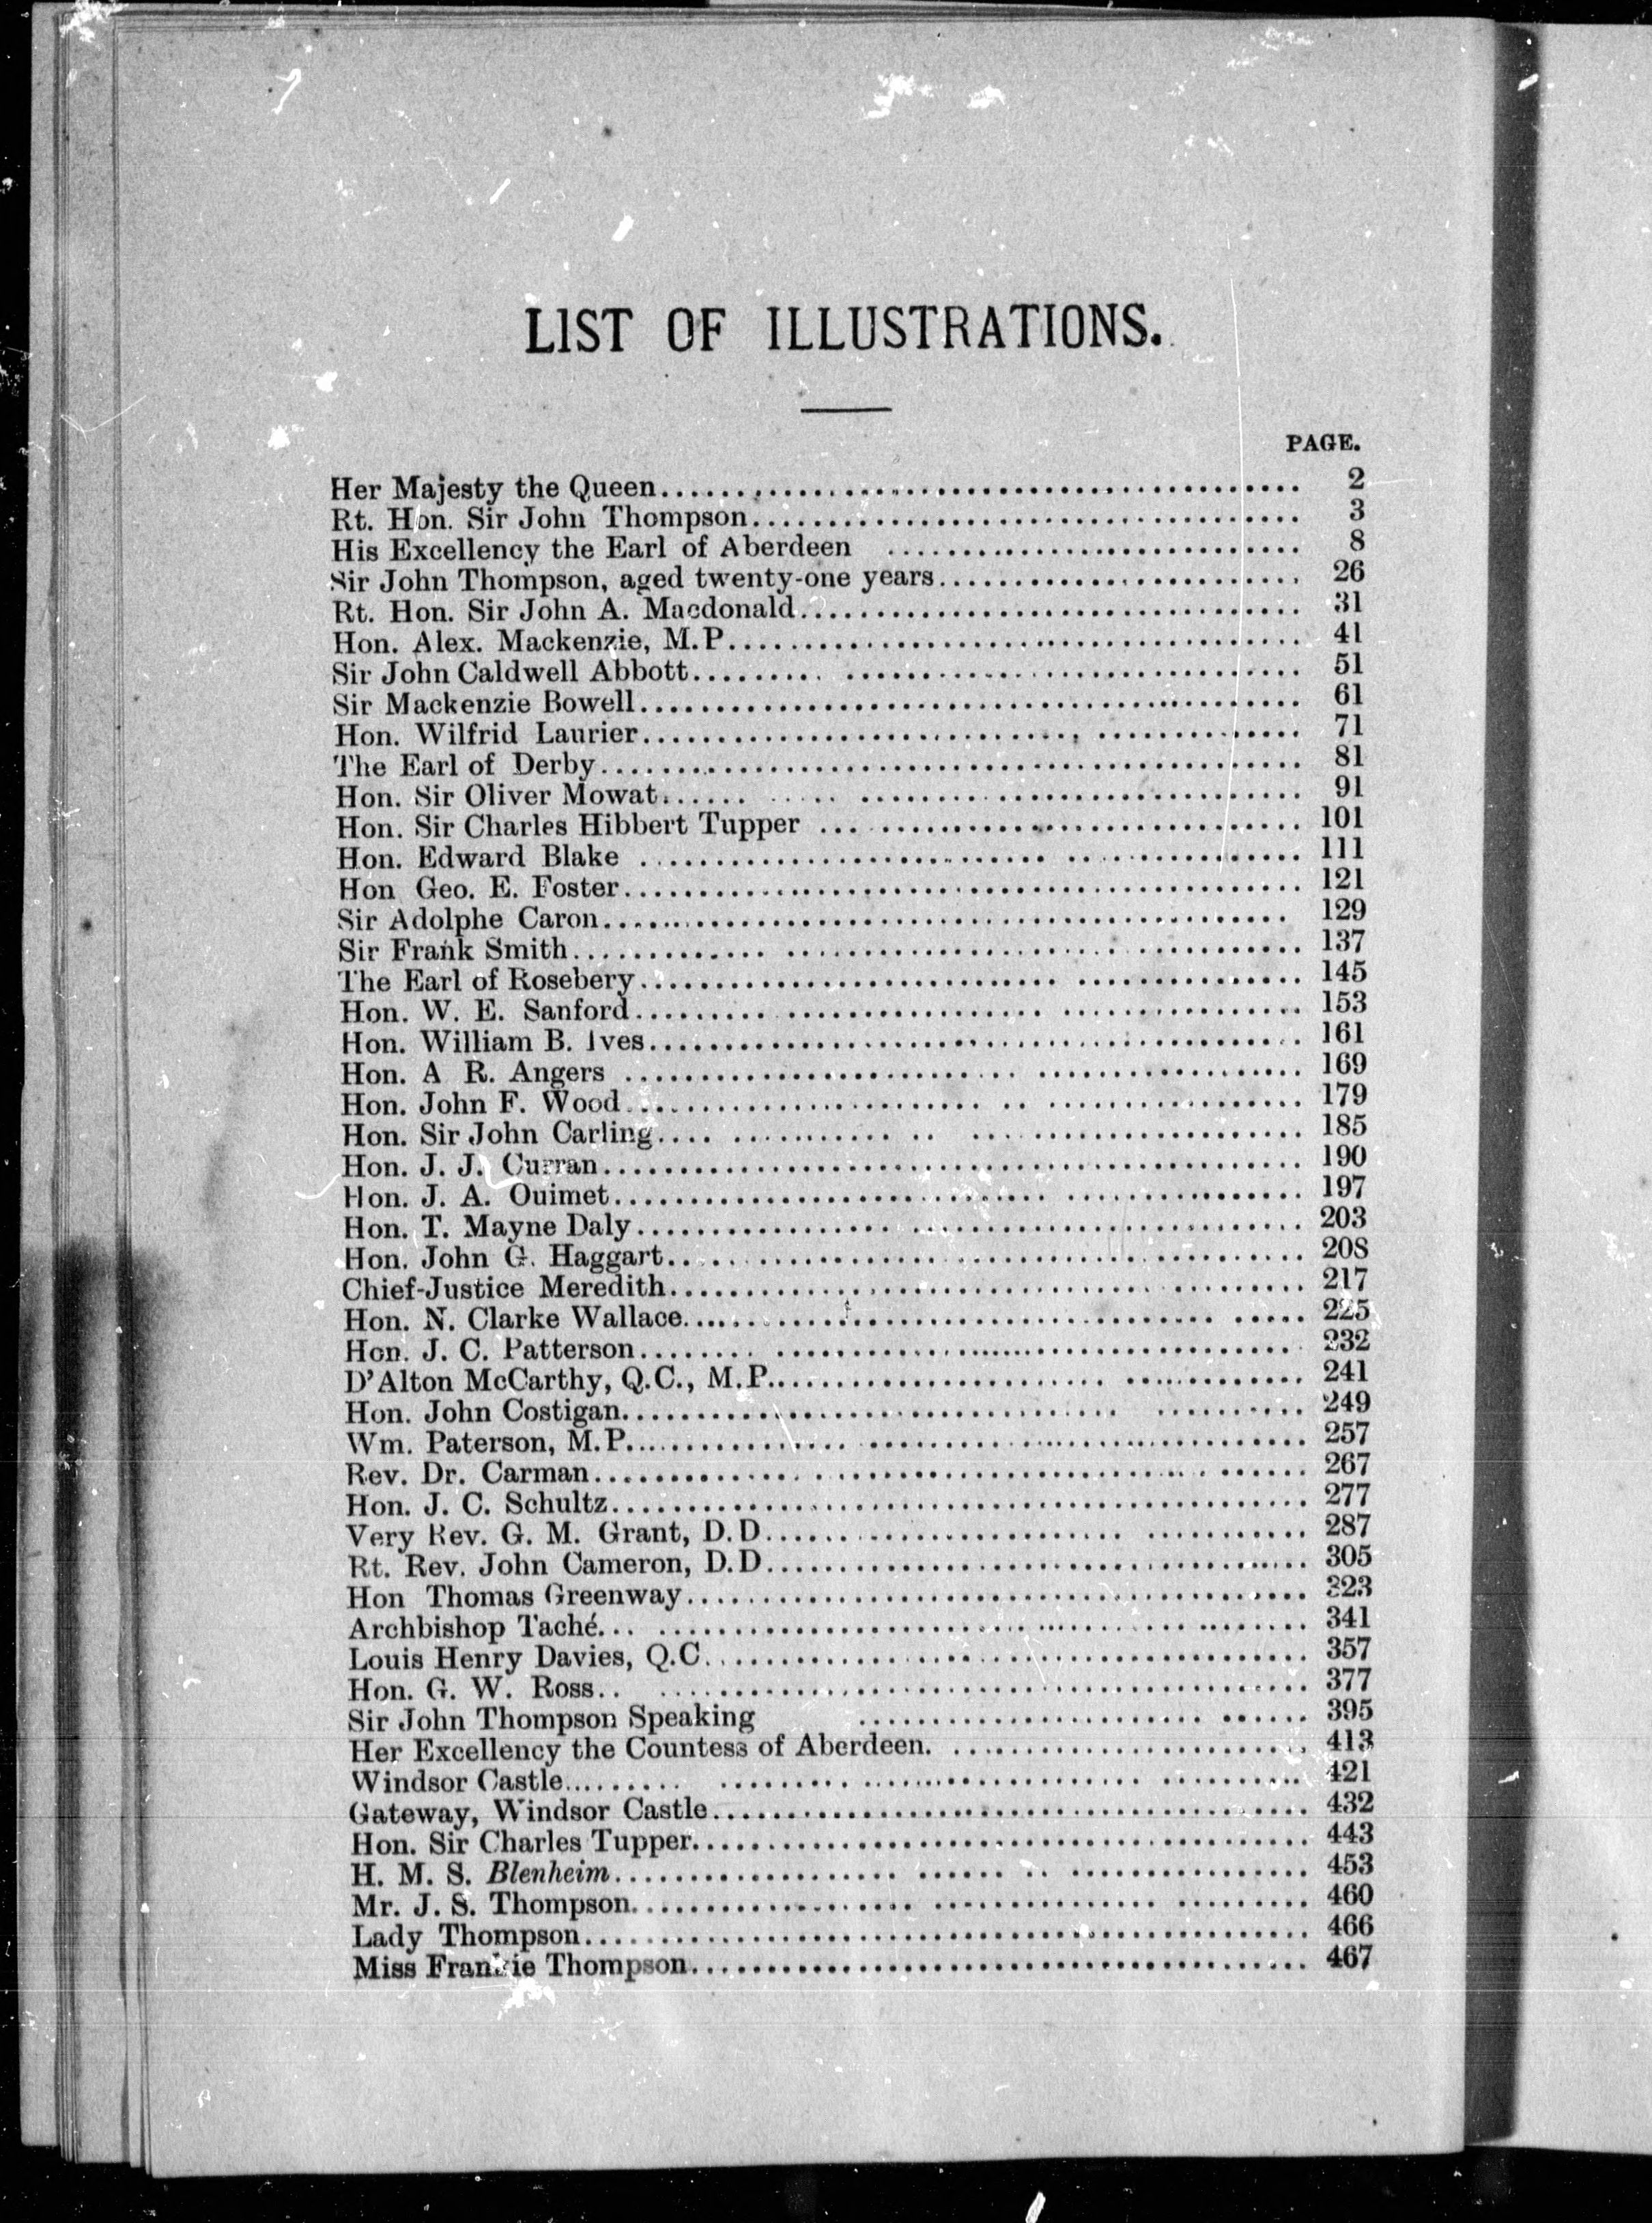 LIST OF ILLUSTRATIONS.
PAGE.
Her Majesty the Queen 2
Rt. Hon. Sir John Thompson 3
His Excellency the Earl of Aberdeen 8
Sir John Thompson, aged twenty-one years 26
Rt. Hon. Sir John A. Macdonald 31
Hon. Alex. Mackenzie, M.P. 41
Sir John Caldwell Abbott 51
Sir Mackenzie Bowell 61
Hon. Wilfrid Laurier 71
The Earl of Derby 81
Hon. Sir Oliver Mowat 91
Hon. Sir Charles Hibbert Tupper 101
Hon. Edward Blake 111
Hon Geo. E. Foster 121
Sir Adolphe Caron 129
Sir Frank Smith 137
The Earl of Rosebery 145
Hon. W. E. Sanford 153
Hon. William B. Ives 161
Hon. A R. Angers 169
Hon. John F. Wood 179
Hon. Sir John Carling 185
Hon. J. J. Curran 190
Hon. J. A. Ouimet 197
Hon. T. Mayne Daly 203
Hon. John G. Haggart 208
Chief-Justice Meredith 217
Hon. N. Clarke Wallace 225
Hon. J. C. Patterson 232
D'Alton McCarthy, Q.C., M.P. 241
Hon. John Costigan 249
Wm. Paterson, M.P. 257
Rev. Dr. Carman 267
Hon. J. C. Schultz 277
Very Rev. G. M. Grant, D.D. 287
Rt. Rev. John Cameron, D.D. 305
Hon Thomas Greenway 323
Archbishop Taché 341
Louis Henry Davies, Q.C. 357
Hon. G. W. Ross 377
Sir John Thompson Speaking 395
Her Excellency the Countess of Aberdeen. 413
Windsor Castle 421
Gateway, Windsor Castle 432
Hon. Sir Charles Tupper 443
H. M. S. Blenheim 453
Mr. J. S. Thompson 460
Lady Thompson 466
Miss Frankie Thompson 467